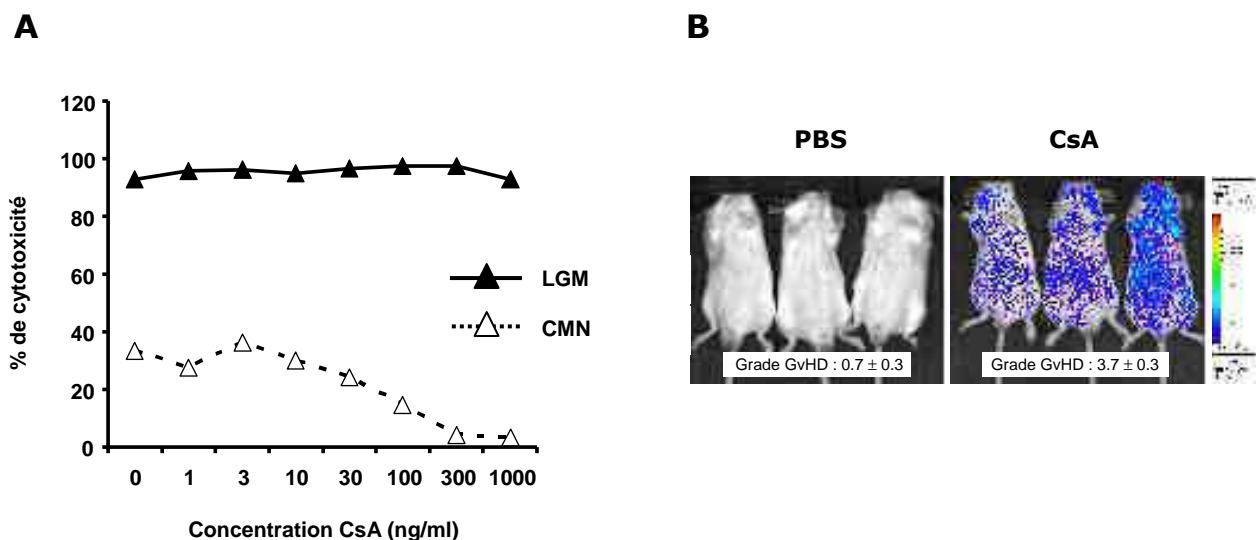 A
B
120
100
80
60
40
20
0
% de cytotoxicité
0 1 3 10 30 100 300 1000
Concentration CsA (ng/ml)
LGM
CMN
PBS
CsA
Grade GvHD : 0.7 ± 0.3
Grade GvHD : 3.7 ± 0.3